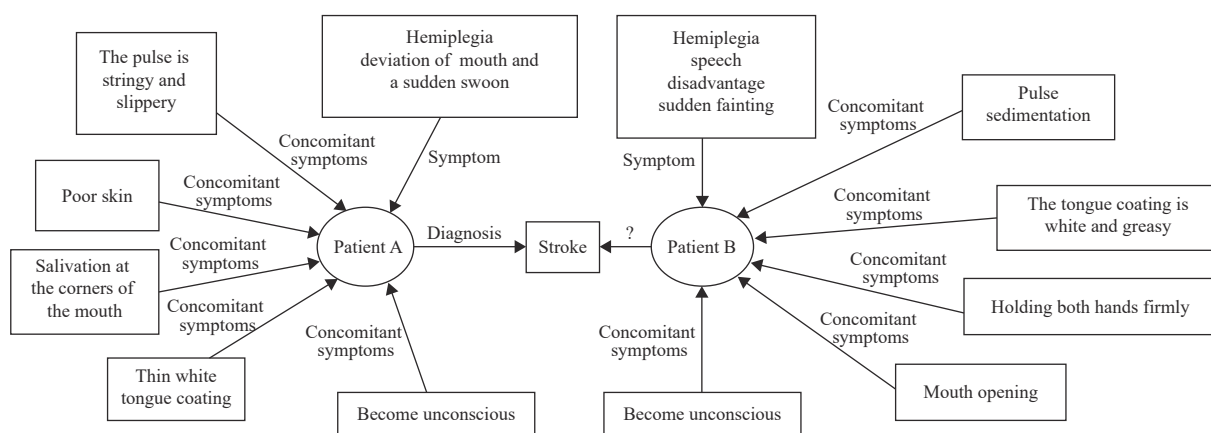 The pulse is
stringy and
slippery
Hemiplegia
deviation of mouth and
a sudden swoon
Hemiplegia
speech
disadvantage
sudden fainting
Pulse
sedimentation
Concomitant
symptoms
Symptom
Symptom
Concomitant
symptoms
Poor skin
Concomitant
symptoms
Concomitant
symptoms
The tongue coating is
white and greasy
Patient A
Diagnosis
Stroke
?
Patient B
Salivation at
the corners of
the mouth
Concomitant
symptoms
Concomitant
symptoms
Holding both hands firmly
Concomitant
symptoms
Concomitant
symptoms
Concomitant
symptoms
Concomitant
symptoms
Thin white
tongue coating
Become unconscious
Become unconscious
Mouth opening